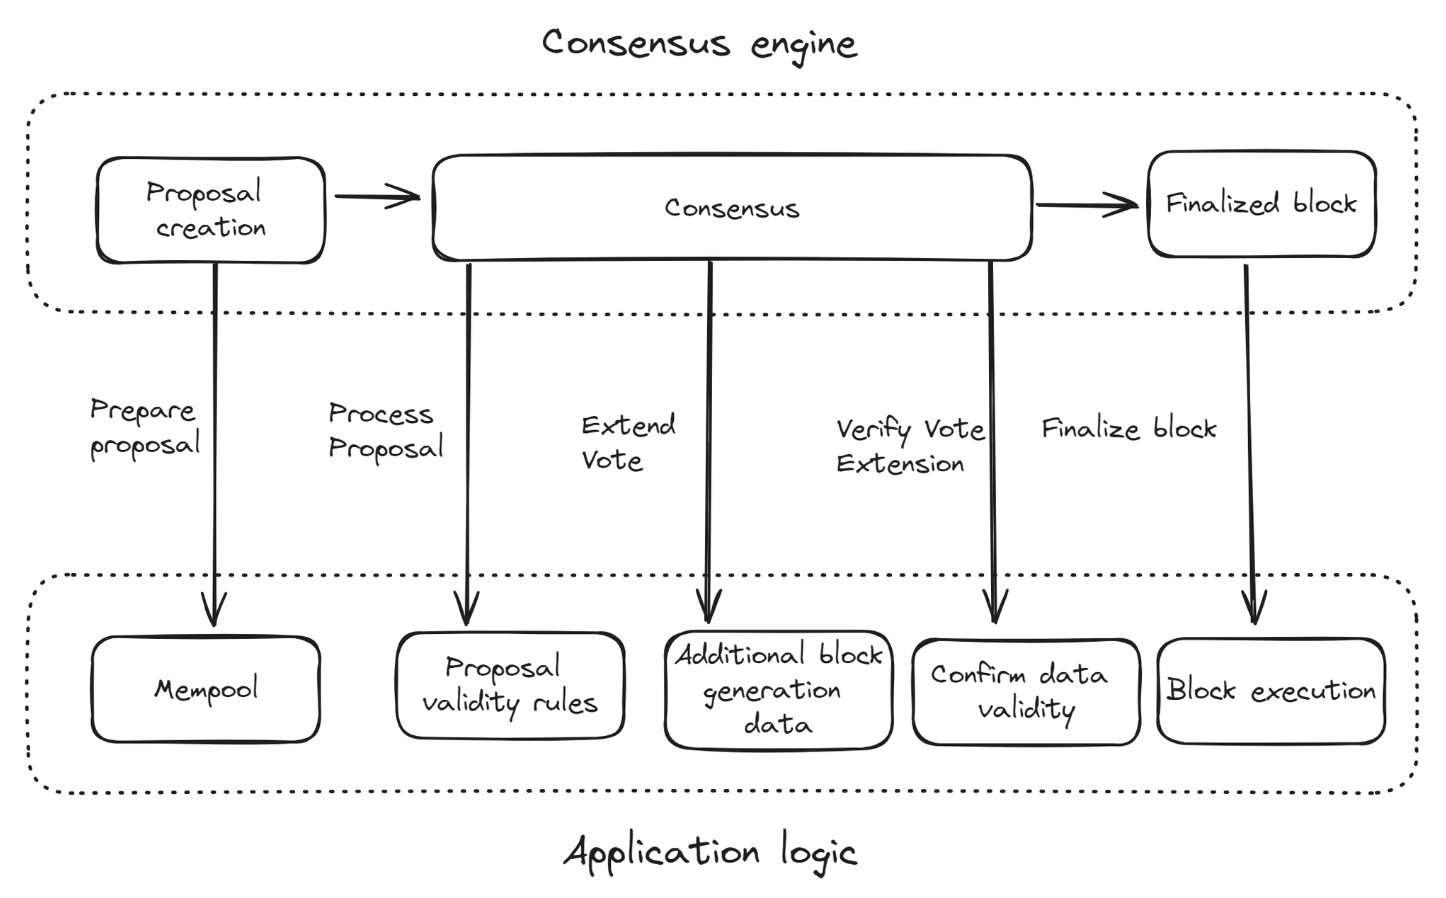 Consensus engine
Proposal
creation
Consensus
Finalized block
Prepare
proposal
Process
Proposal
Extend
Vote
Verify Vote
Extension
Finalize block
Mempool
Proposal
validity rules
Additional block
generation
data
Confirm data
validity
Block execution
Application logic